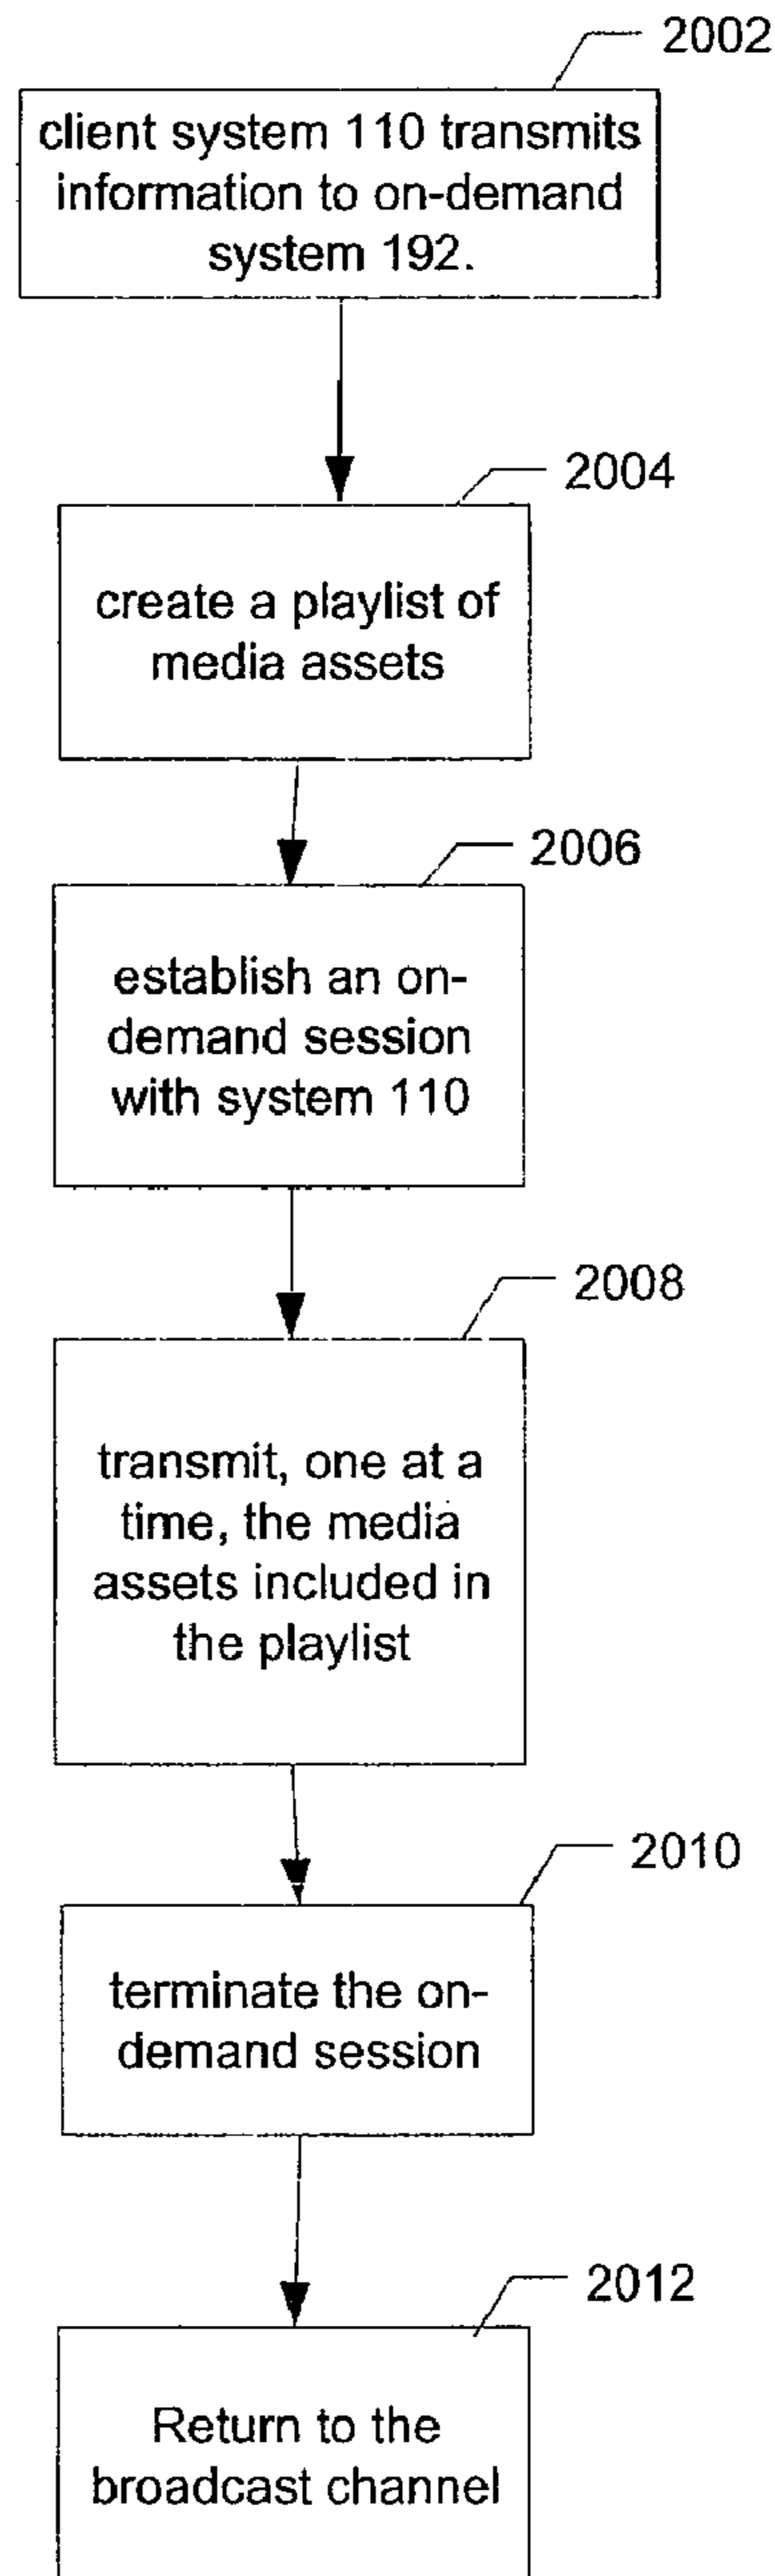 2002
client system 110 transmits
information to on-demand
system 192.
2004
create a playlist of
media assets
2006
establish an on-
demand session
with system 110
2008
transmit, one at a
time, the media
assets included in
the playlist
2010
terminate the on-
demand session
2012
Return to the
broadcast channel